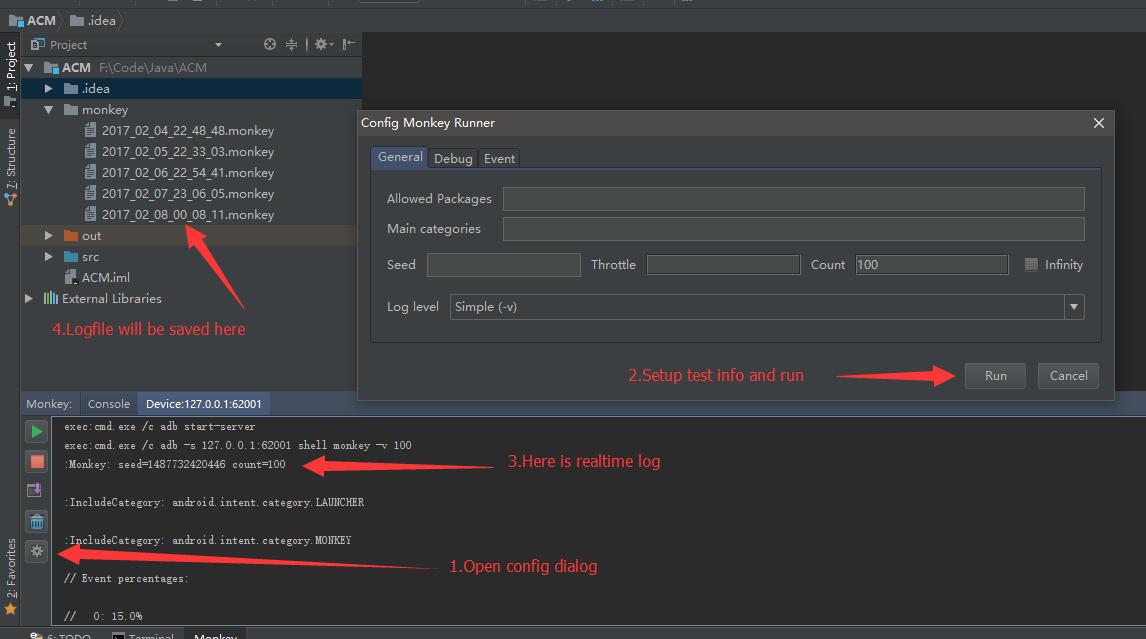 ACM
.idea
Project
1: Project
7: Structure
2: Favorites
ACM F:\Code\Java\ACM
.idea
monkey
2017_02_04_22_48_48.monkey
2017_02_05_22_33_03.monkey
2017_02_06_22_54_41.monkey
2017_02_07_23_06_05.monkey
2017_02_08_00_08_11.monkey
out
src
ACM.iml
External Libraries
4.Logfile will be saved here
Config Monkey Runner
General Debug Event
Allowed Packages
Main categories
Seed Throttle Count 100 Infinity
Log level Simple (-v)
2.Setup test info and run
Run Cancel
Monkey: Console Device:127.0.0.1:62001
exec:cmd.exe /c adb start-server
exec:cmd.exe /c adb -s 127.0.0.1:62001 shell monkey -v 100
:Monkey: seed=1487732420446 count=100
3.Here is realtime log
:IncludeCategory: android.intent.category.LAUNCHER
:IncludeCategory: android.intent.category.MONKEY
1.Open config dialog
// Event percentages:
// 0: 15.0%
6: TODO Terminal Monkey